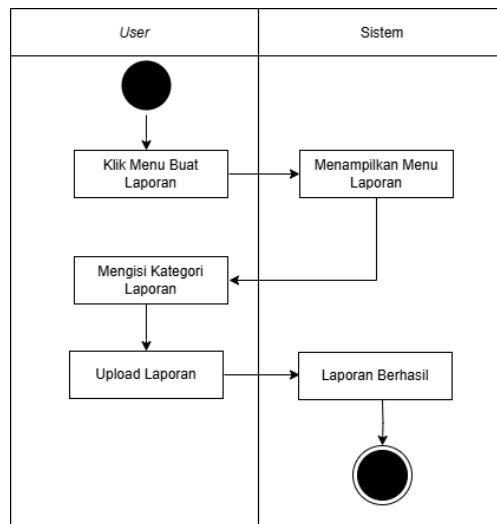 User
Sistem
Klik Menu Buat
Laporan
Menampilkan Menu
Laporan
Mengisi Kategori
Laporan
Upload Laporan
Laporan Berhasil